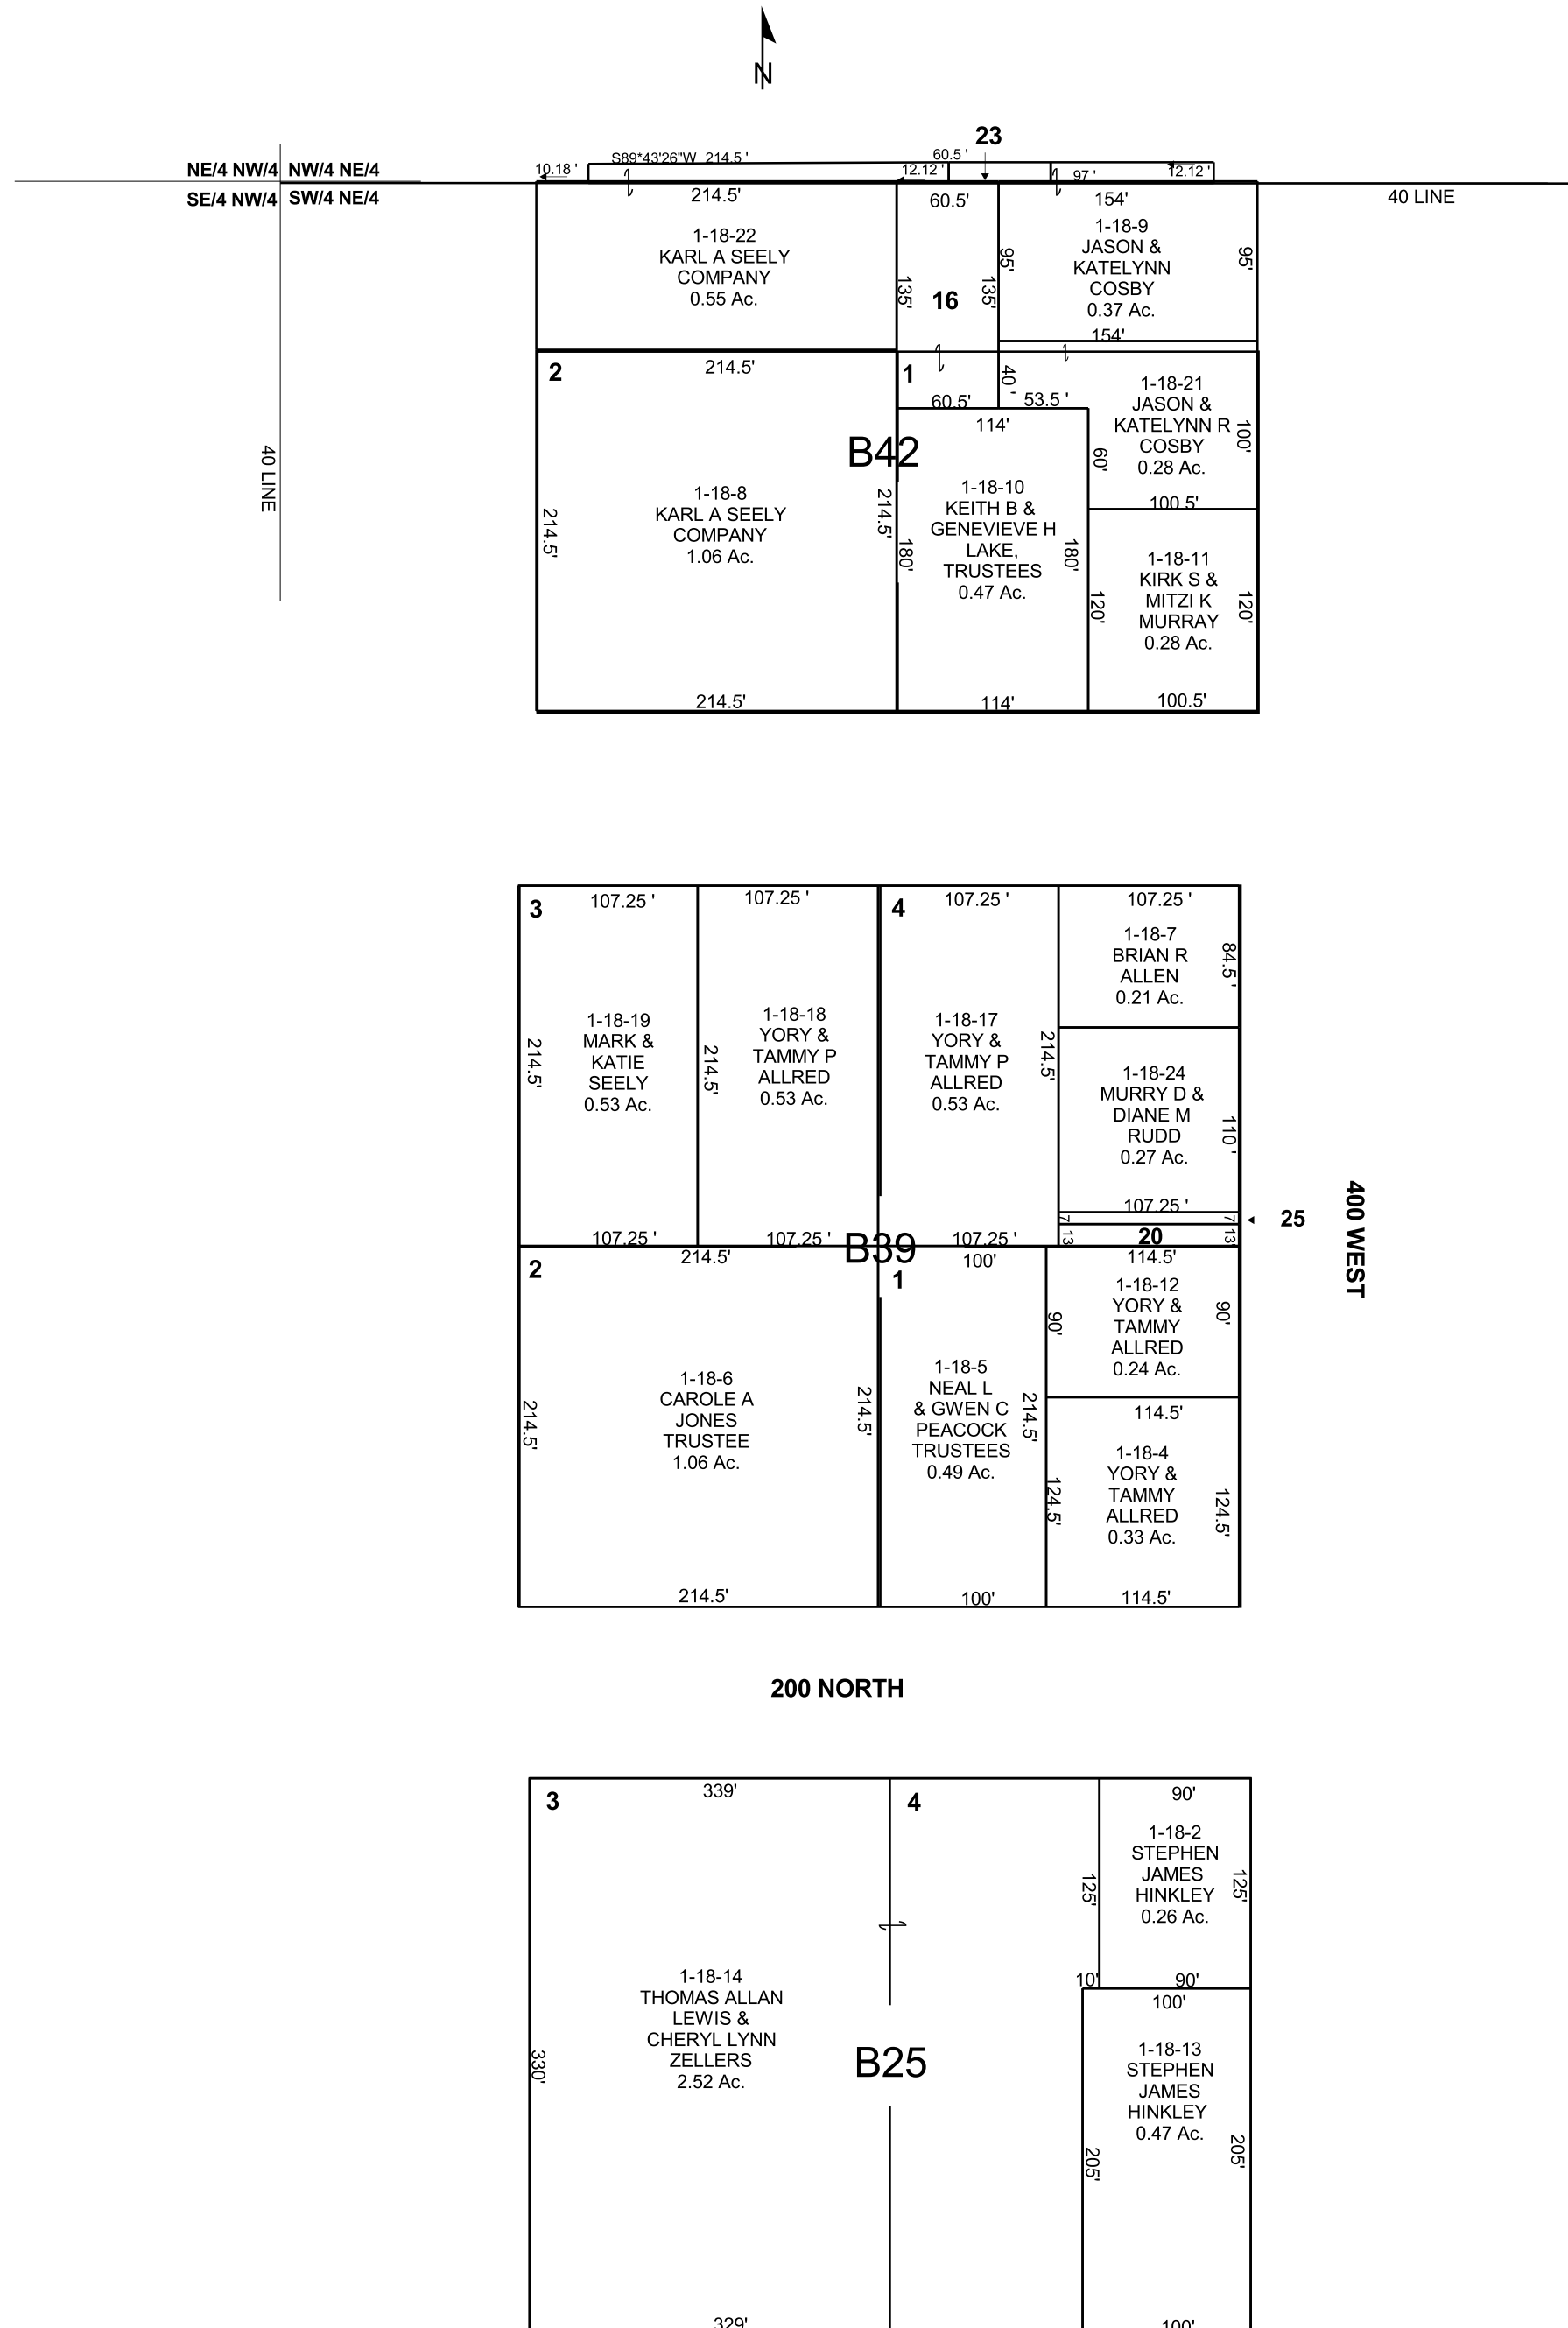 N
23
NE/4 NW/4 NW/4 NE/4
SE/4 NW/4 SW/4 NE/4
40 LINE
40 LINE
10.18 '
S89*43'26"W 214.5 '
12.12 '
60.5 '
97 '
12.12 '
214.5'
60.5'
154'
1-18-22
KARL A SEELY
COMPANY
0.55 Ac.
135'
16
135'
95'
1-18-9
JASON &
KATELYNN
COSBY
0.37 Ac.
95'
154'
2
214.5'
1
40 '
60.5'
53.5 '
114'
B42
1-18-21
JASON &
KATELYNN R
COSBY
0.28 Ac.
100'
60'
100.5'
214.5'
1-18-8
KARL A SEELY
COMPANY
1.06 Ac.
214.5'
180'
1-18-10
KEITH B &
GENEVIEVE H
LAKE,
TRUSTEES
0.47 Ac.
180'
120'
1-18-11
KIRK S &
MITZI K
MURRAY
0.28 Ac.
120'
214.5'
114'
100.5'
3
107.25 '
107.25 '
4
107.25 '
107.25 '
1-18-7
BRIAN R
ALLEN
0.21 Ac.
84.5 '
214.5'
1-18-19
MARK &
KATIE
SEELY
0.53 Ac.
214.5'
1-18-18
YORY &
TAMMY P
ALLRED
0.53 Ac.
1-18-17
YORY &
TAMMY P
ALLRED
0.53 Ac.
214.5'
1-18-24
MURRY D &
DIANE M
RUDD
0.27 Ac.
110 '
107.25 '
7
7
25
13
20
13
400 WEST
107.25 '
107.25 '
B39
107.25 '
2
214.5'
1
100'
114.5'
1-18-12
YORY &
TAMMY
ALLRED
0.24 Ac.
90'
90'
114.5'
214.5'
1-18-6
CAROLE A
JONES
TRUSTEE
1.06 Ac.
214.5'
1-18-5
NEAL L
& GWEN C
PEACOCK
TRUSTEES
0.49 Ac.
214.5'
124.5'
1-18-4
YORY &
TAMMY
ALLRED
0.33 Ac.
124.5'
214.5'
100'
114.5'
200 NORTH
3
339'
4
90'
1-18-2
STEPHEN
JAMES
HINKLEY
0.26 Ac.
125'
125'
10'
90'
100'
330'
1-18-14
THOMAS ALLAN
LEWIS &
CHERYL LYNN
ZELLERS
2.52 Ac.
B25
1-18-13
STEPHEN
JAMES
HINKLEY
0.47 Ac.
205'
205'
329'
100'